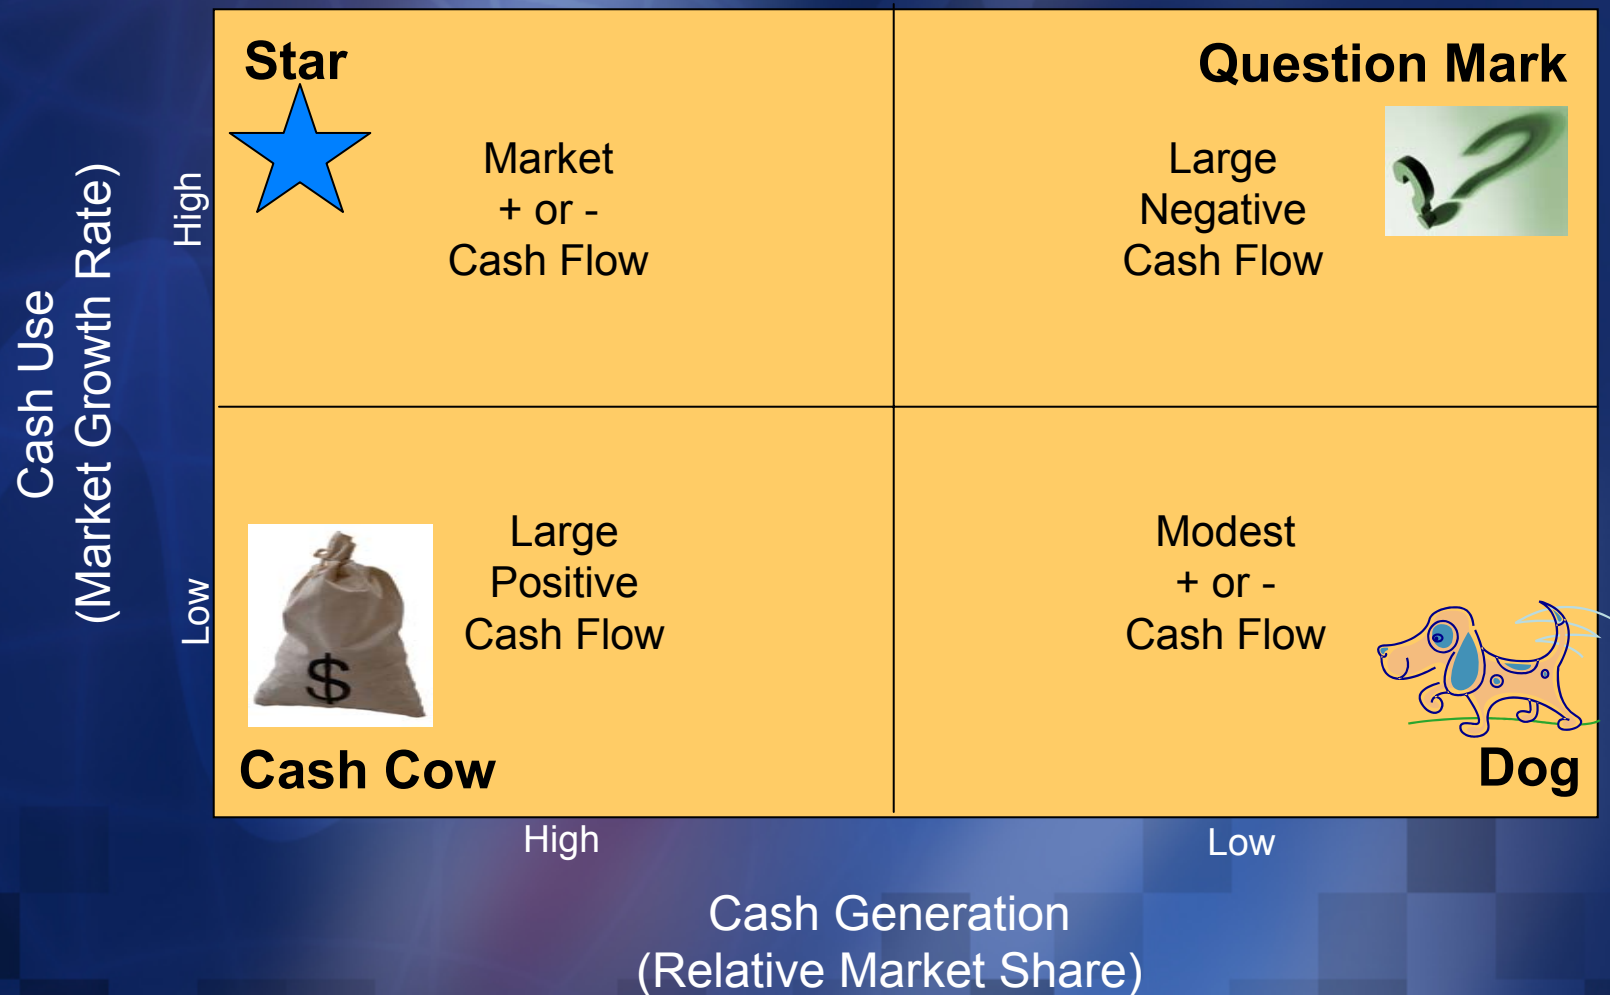 Star
Market
+ or -
Cash Flow
Question Mark
Large
Negative
Cash Flow
Cash Use
(Market Growth Rate)
High
Low
Large
Positive
Cash Flow
$
Cash Cow
Modest
+ or -
Cash Flow
Dog
High
Low
Cash Generation
(Relative Market Share)